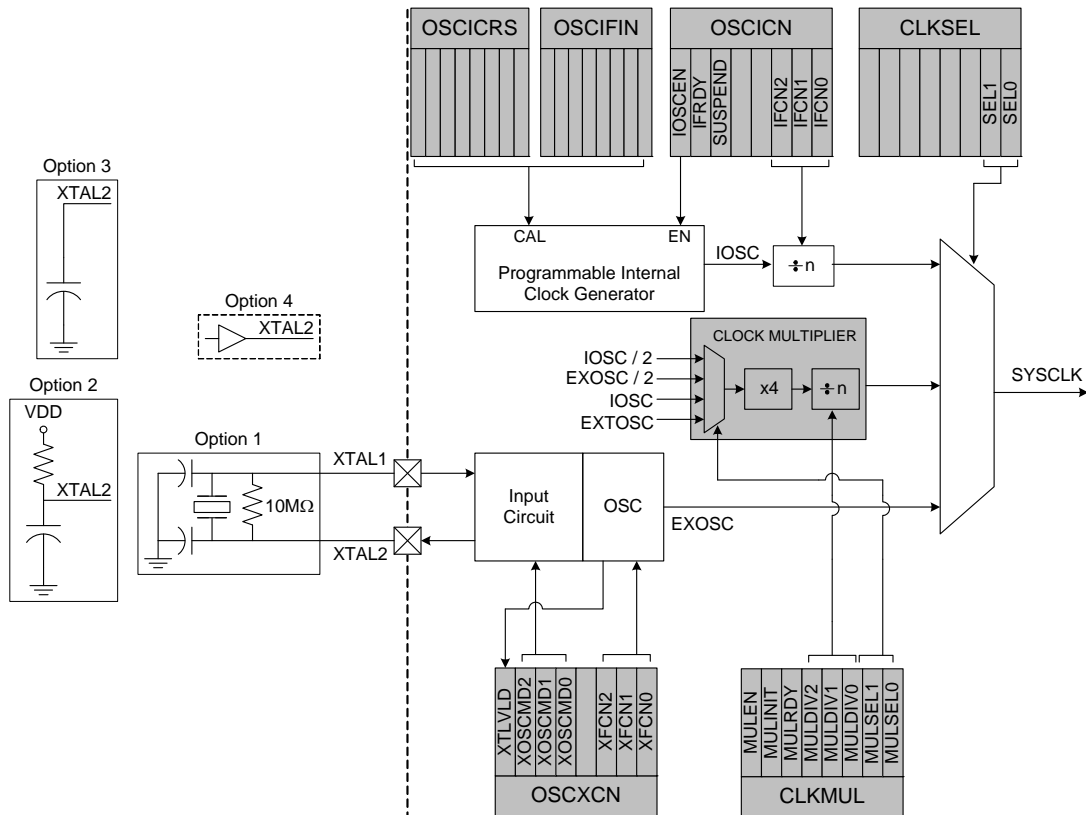 OSCICRS
OSCIFIN
OSCICN
CLKSEL
IOSCEN
IFRDY
SUSPEND
IFCN2
IFCN1
IFCN0
SEL1
SEL0
Option 3
XTAL2
Option 4
XTAL2
Option 2
VDD
XTAL2
Option 1
10MΩ
XTAL1
XTAL2
CAL
EN
Programmable Internal
Clock Generator
IOSC
÷n
CLOCK MULTIPLIER
IOSC / 2
EXOSC / 2
IOSC
EXTOSC
x4
÷n
SYSCLK
Input
Circuit
OSC
EXOSC
XTLVLD
XOSCMD2
XOSCMD1
XOSCMD0
XFCN2
XFCN1
XFCN0
OSCXCN
MULEN
MULINIT
MULRDY
MULDIV2
MULDIV1
MULDIV0
MULSEL1
MULSEL0
CLKMUL